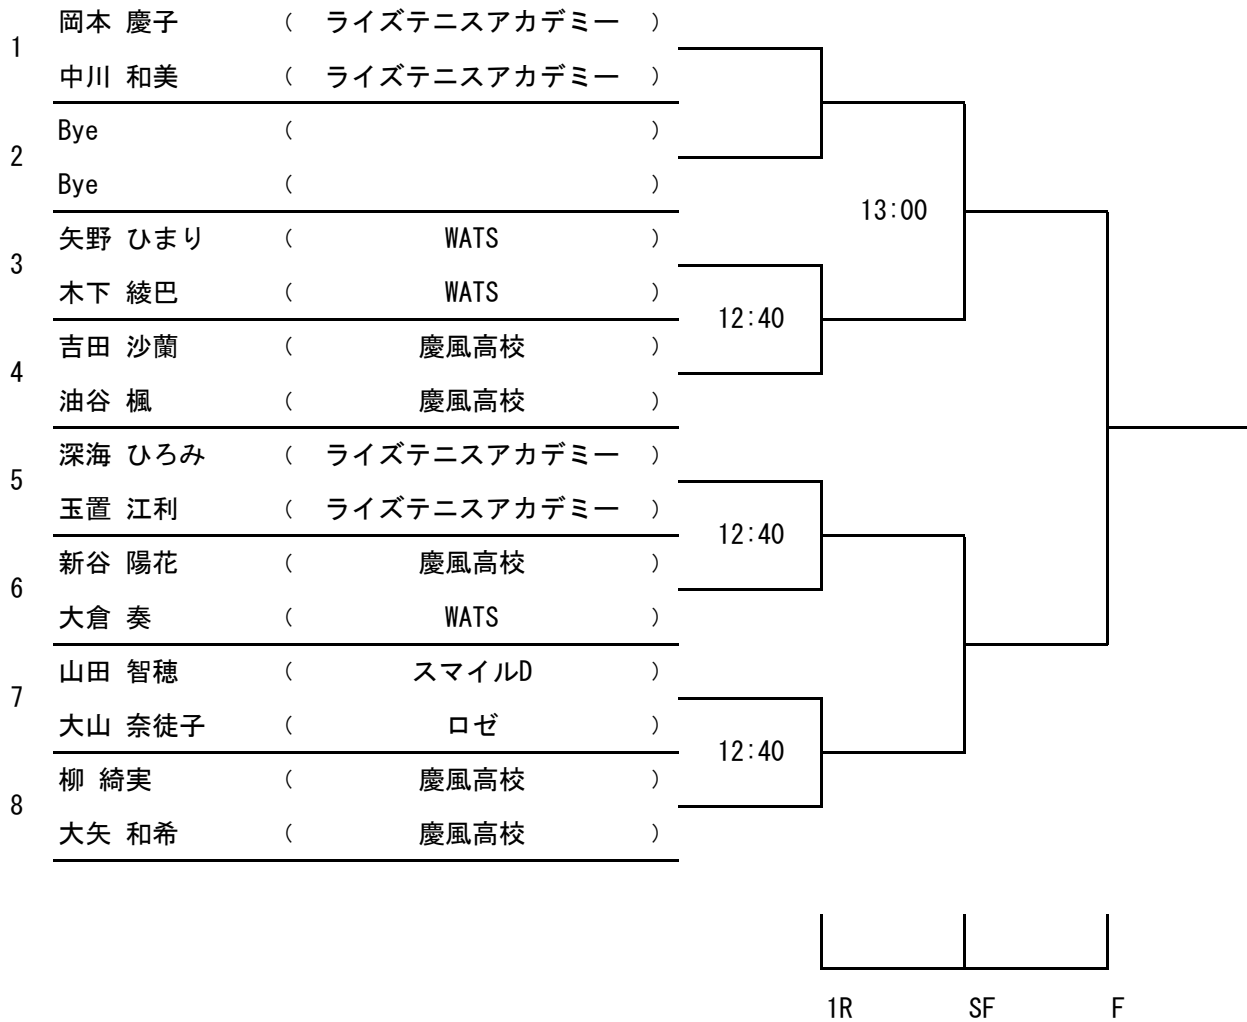 岡本 慶子 （ ライズテニスアカデミー ）
1
中川 和美 （ ライズテニスアカデミー ）
Bye （ ）
2
Bye （ ）
13:00
矢野 ひまり （ WATS ）
3
木下 綾巴 （ WATS ）
12:40
吉田 沙蘭 （ 慶風高校 ）
4
油谷 楓 （ 慶風高校 ）
深海 ひろみ （ ライズテニスアカデミー ）
5
玉置 江利 （ ライズテニスアカデミー ）
12:40
新谷 陽花 （ 慶風高校 ）
6
大倉 奏 （ WATS ）
山田 智穂 （ スマイルD ）
7
大山 奈徒子 （ ロゼ ）
12:40
柳 綺実 （ 慶風高校 ）
8
大矢 和希 （ 慶風高校 ）
1R SF F